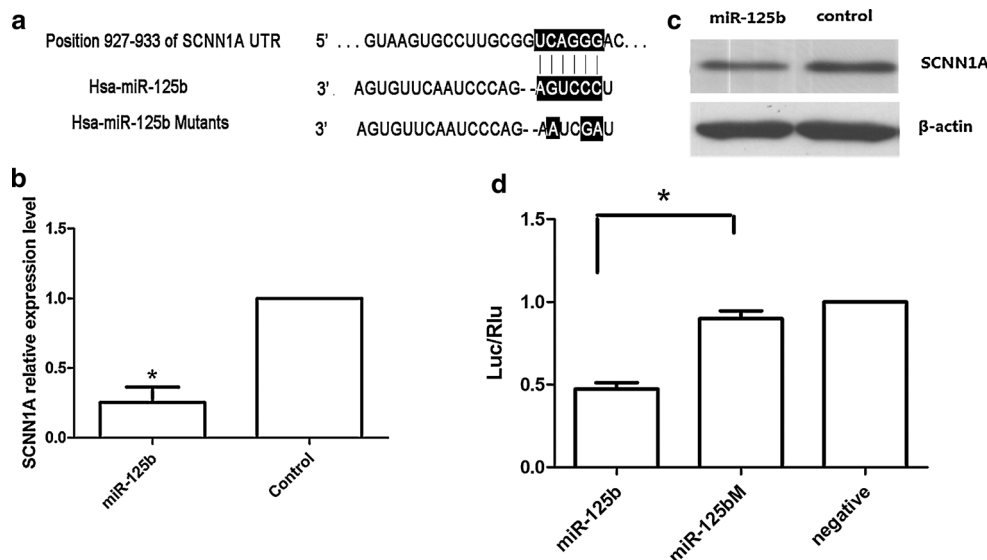 a
Position 927-933 of SCNN1A UTR 5' ... GUAAGUGCCUUGCGGUCAGGGAC...
Hsa-miR-125b 3' AGUGUUCAAUCCCAG--AGUCCCU
Hsa-miR-125b Mutants 3' AGUGUUCAAUCCCAG-AAUCGAU
c
miR-125b control
SCNN1A
β-actin
b
SCNN1A relative expression level
1.5
1.0
0.5
0.0
*
miR-125b
Control
d
Luc/Rlu
1.5
1.0
0.5
0.0
*
miR-125b
miR-125bM
negative